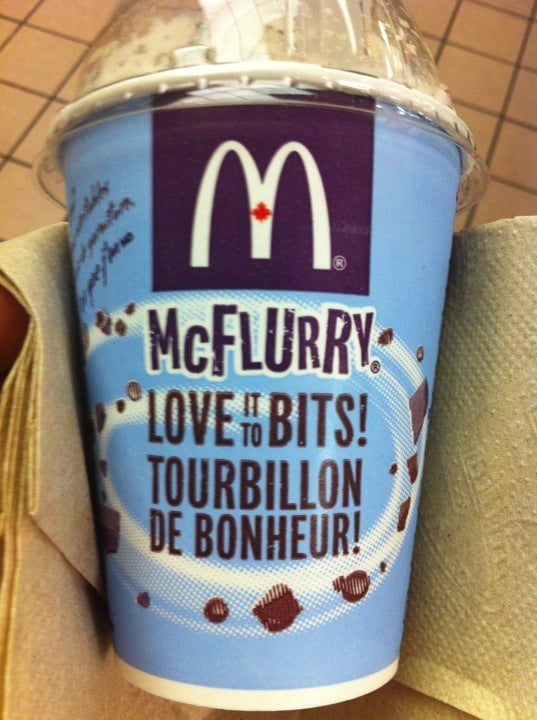 M
®
McFLURRY®
LOVE IT TO BITS!
TOURBILLON
DE BONHEUR!